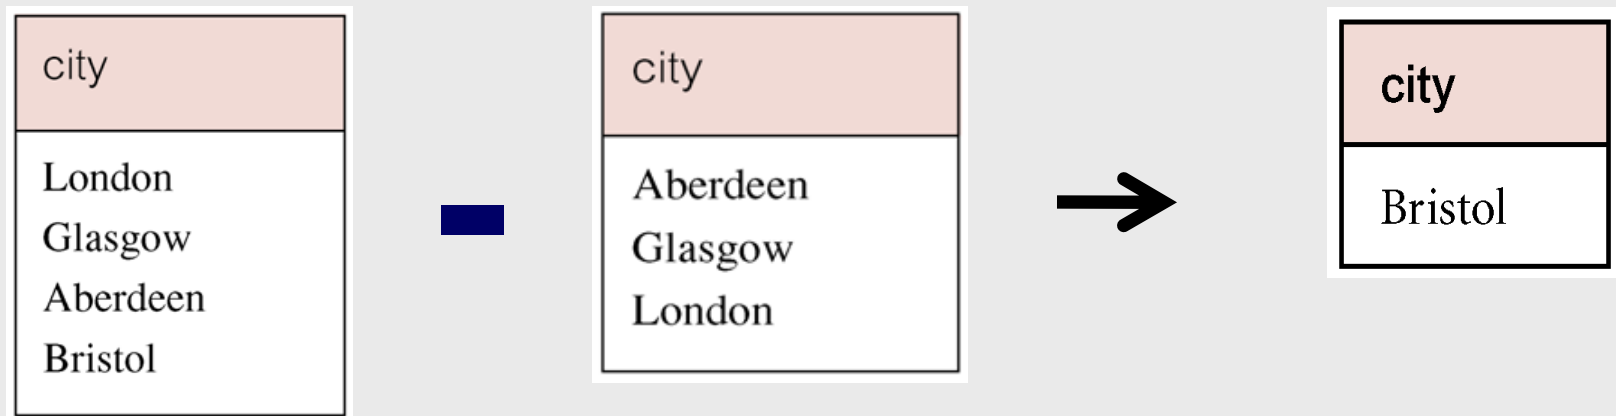 city
London
Glasgow
Aberdeen
Bristol
city
Aberdeen
Glasgow
London
city
Bristol